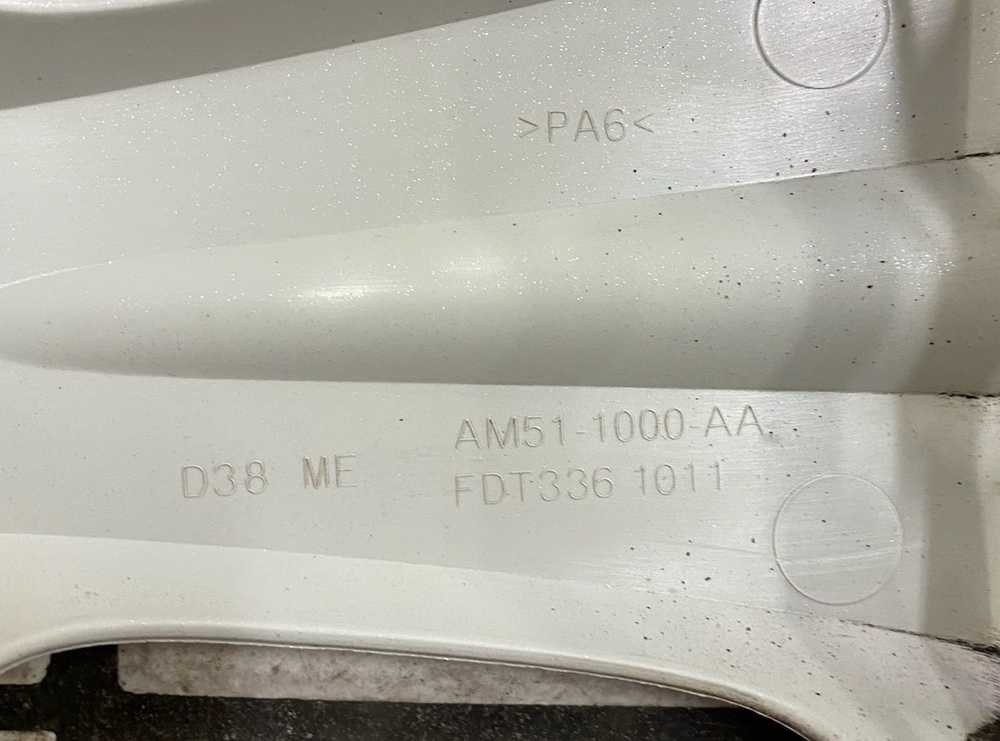 >PA6<
AM51-1000-AA
D38 ME
FDT336 1011